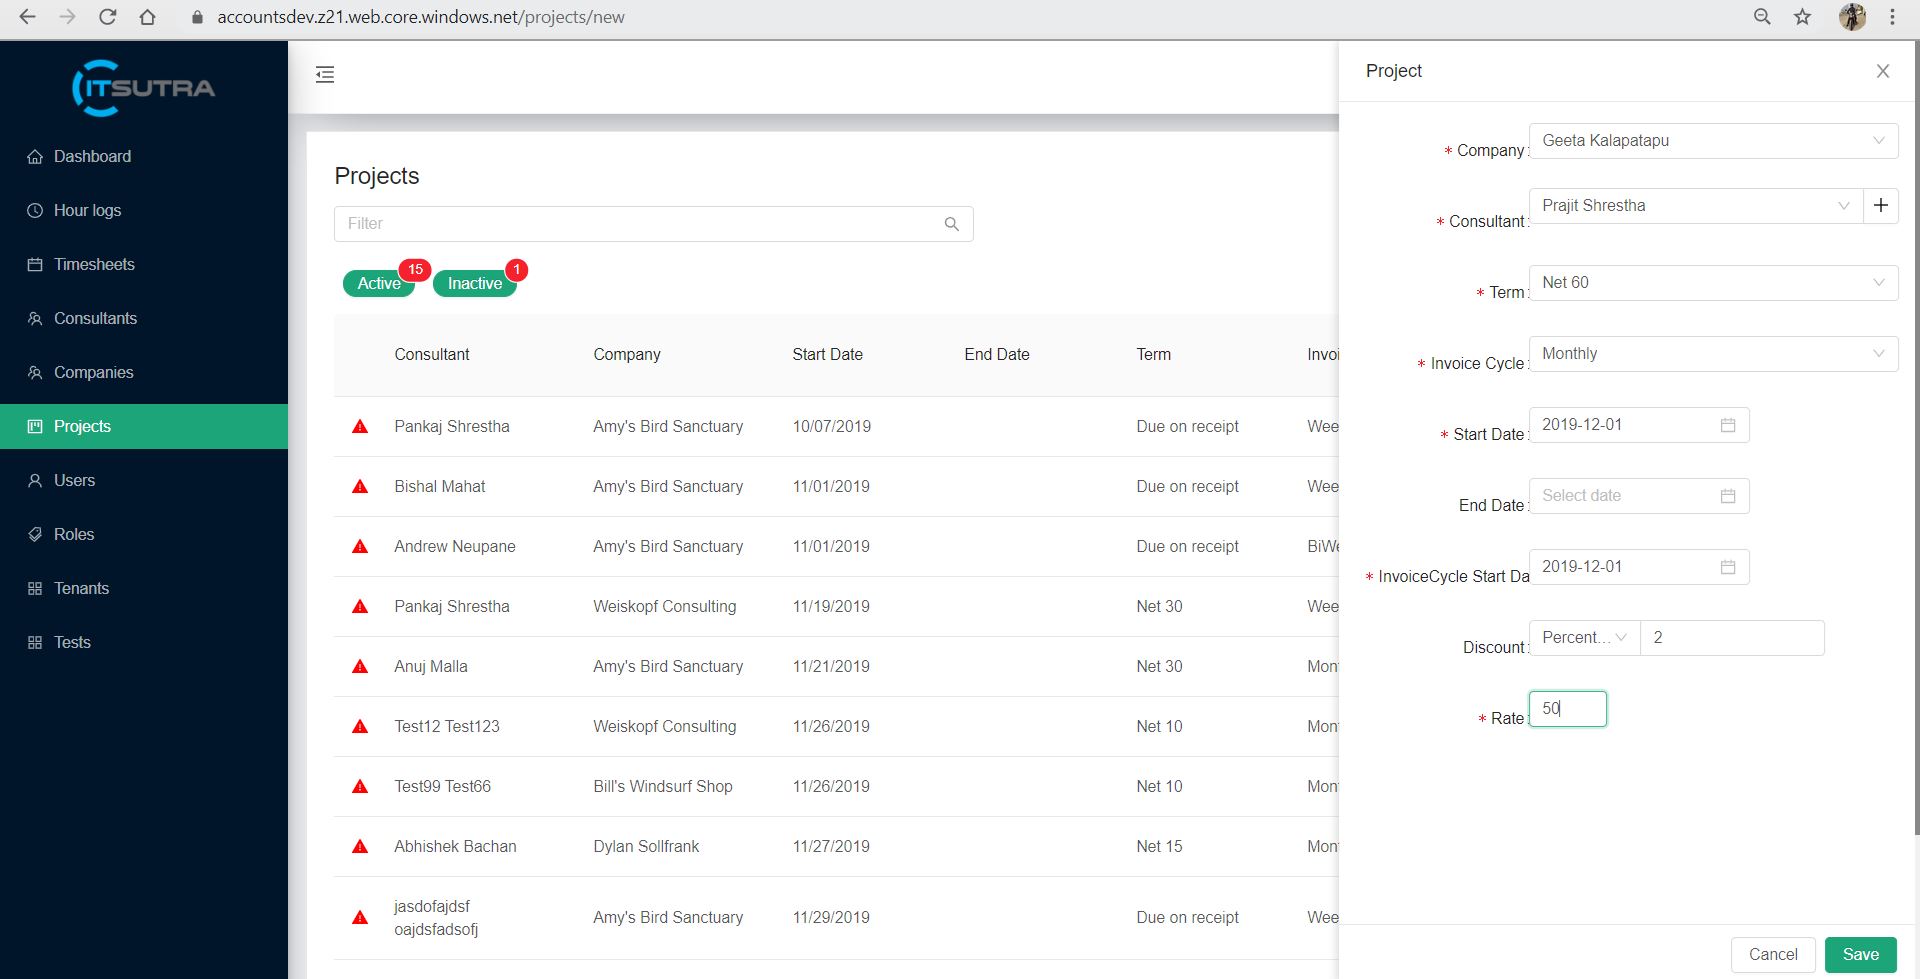 accountsdev.z21.web.core.windows.net/projects/new
ITSUTRA
Dashboard
Hour logs
Timesheets
Consultants
Companies
Projects
Users
Roles
Tenants
Tests
Projects
Filter
Active 15 Inactive 1
Consultant Company Start Date End Date Term Invoi
Pankaj Shrestha Amy's Bird Sanctuary 10/07/2019 Due on receipt Wee
Bishal Mahat Amy's Bird Sanctuary 11/01/2019 Due on receipt Wee
Andrew Neupane Amy's Bird Sanctuary 11/01/2019 Due on receipt BiWe
Pankaj Shrestha Weiskopf Consulting 11/19/2019 Net 30 Wee
Anuj Malla Amy's Bird Sanctuary 11/21/2019 Net 30 Mon
Test12 Test123 Weiskopf Consulting 11/26/2019 Net 10 Mon
Test99 Test66 Bill's Windsurf Shop 11/26/2019 Net 10 Mon
Abhishek Bachan Dylan Sollfrank 11/27/2019 Net 15 Mon
jasdofajdsf
oajdsfadsofj Amy's Bird Sanctuary 11/29/2019 Due on receipt Wee
Project
* Company: Geeta Kalapatapu
* Consultant: Prajit Shrestha
* Term: Net 60
* Invoice Cycle: Monthly
* Start Date: 2019-12-01
End Date: Select date
* InvoiceCycle Start Da 2019-12-01
Discount: Percent... 2
* Rate: 50
Cancel Save